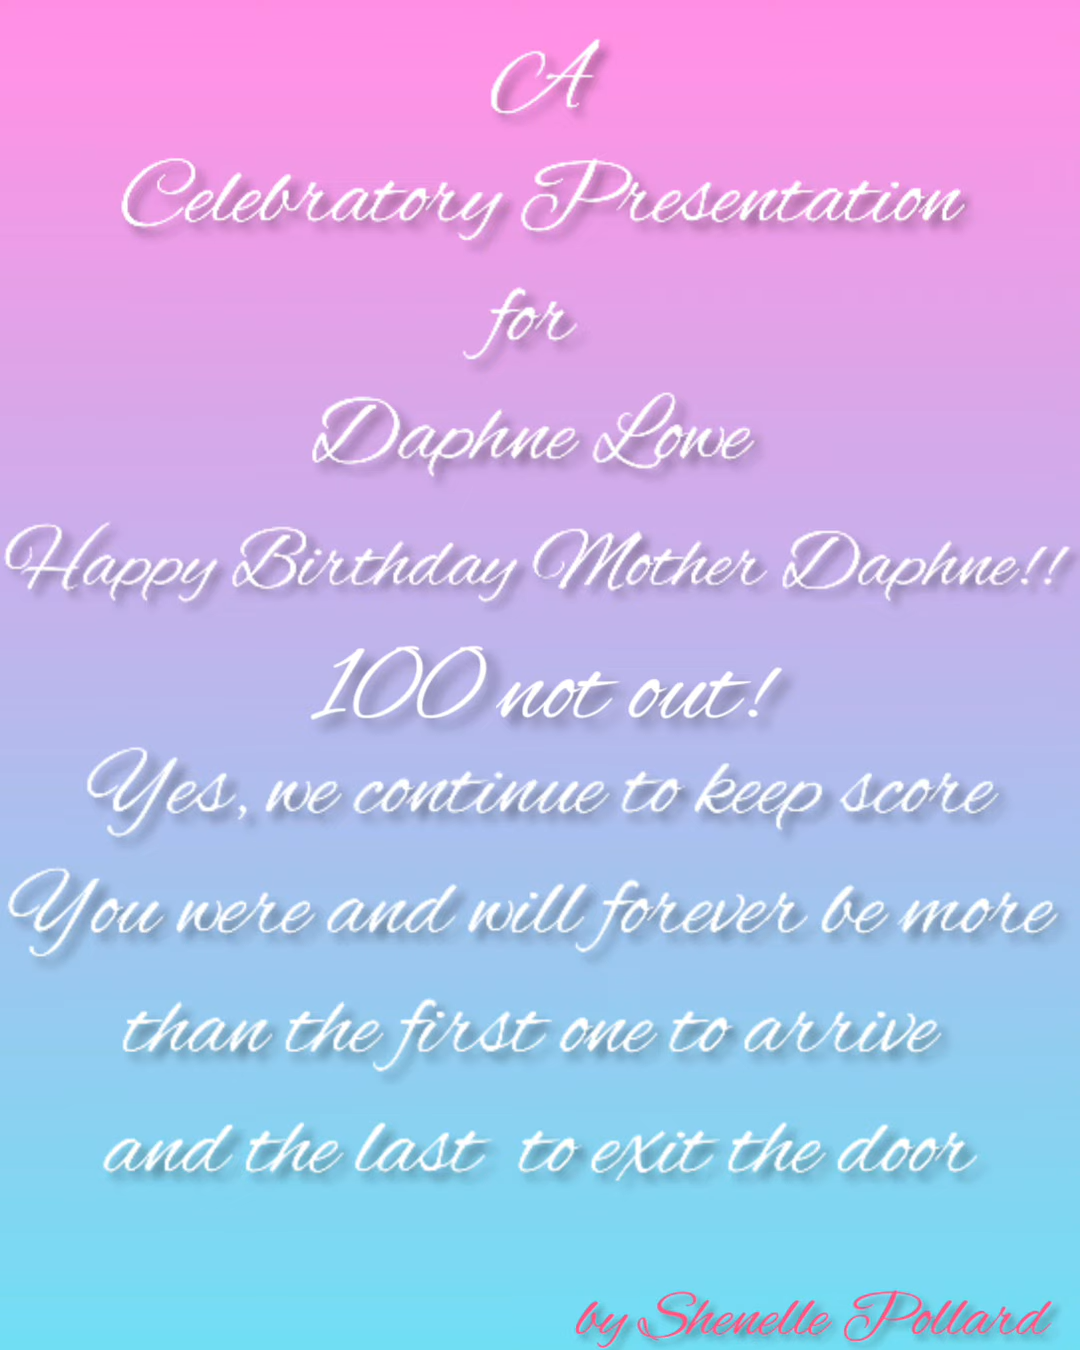 A
Celebratory Presentation
for
Daphne Lowe
Happy Birthday Mother Daphne!!
100 not out!
Yes, we continue to keep score
You were and will forever be more
than the first one to arrive
and the last to exit the door
by Shenelle Pollard